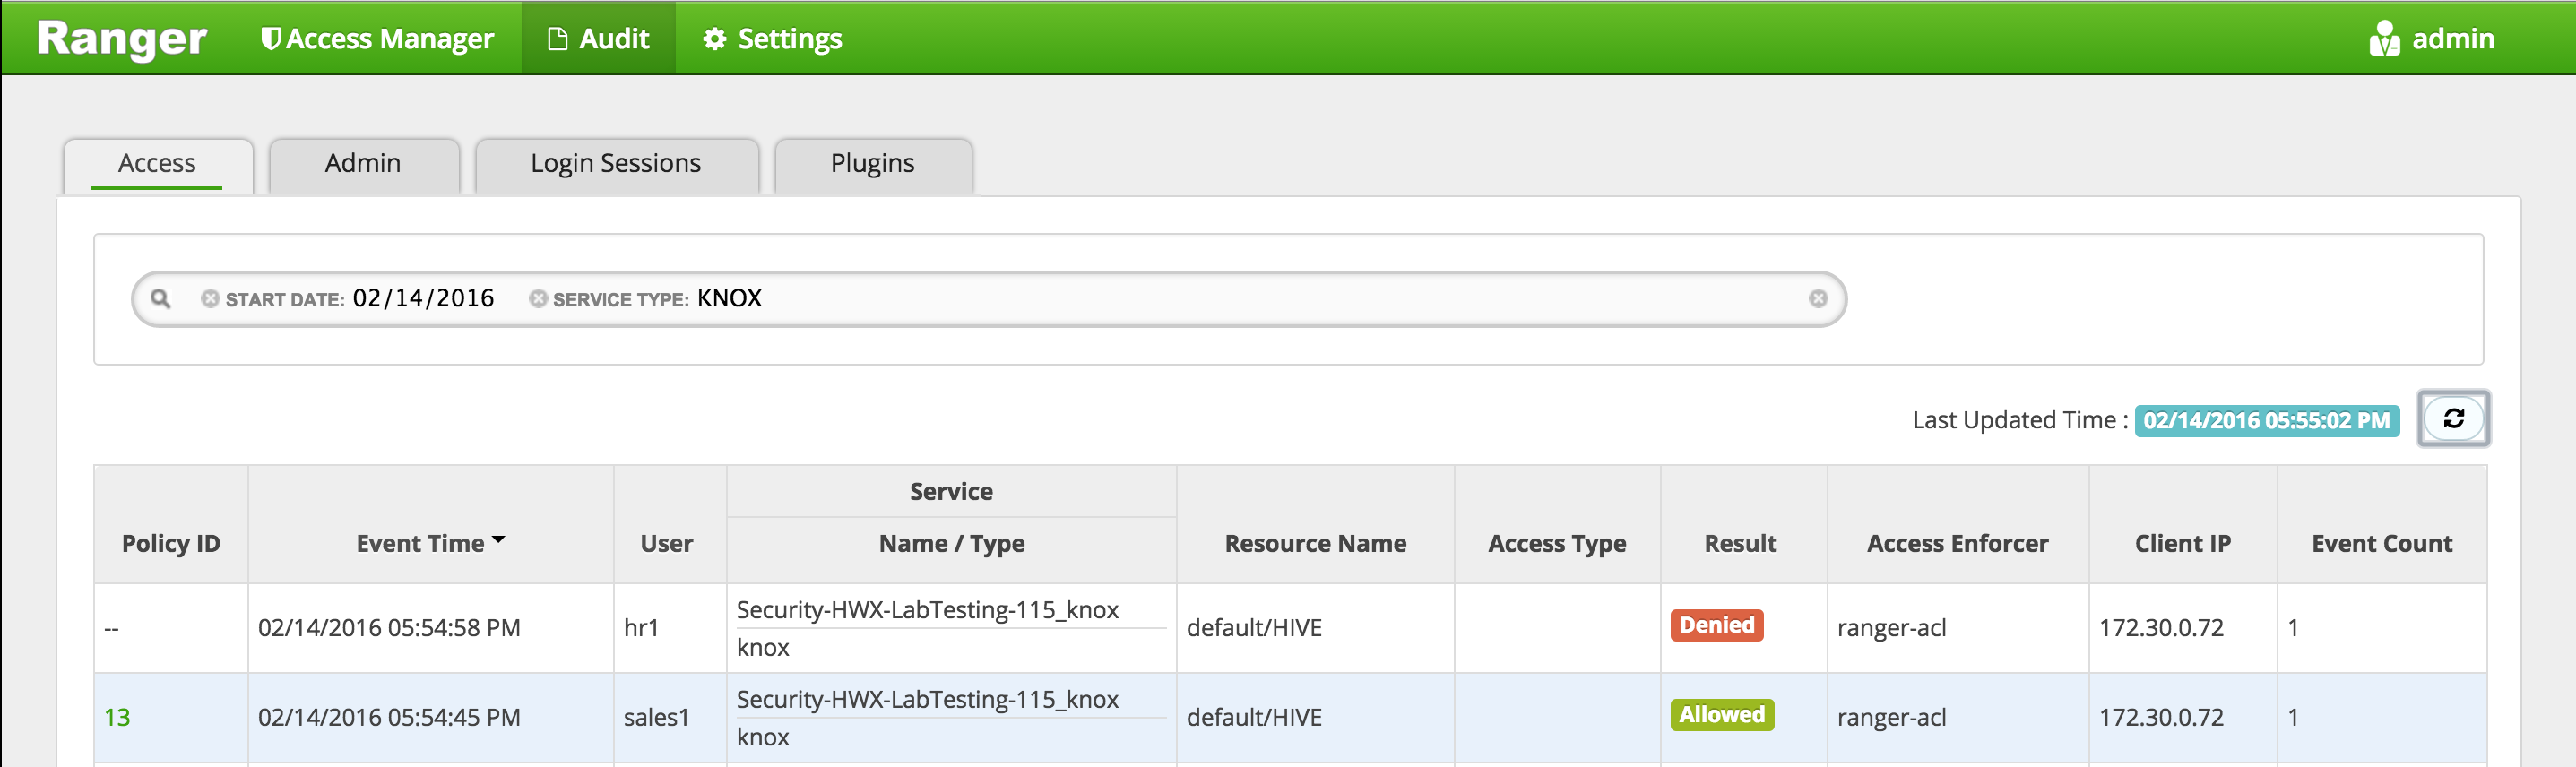 Ranger Access Manager Audit Settings admin
Access Admin Login Sessions Plugins
START DATE: 02/14/2016 SERVICE TYPE: KNOX
Last Updated Time : 02/14/2016 05:55:02 PM
Service
Policy ID Event Time User Name / Type Resource Name Access Type Result Access Enforcer Client IP Event Count
-- 02/14/2016 05:54:58 PM hr1 Security-HWX-LabTesting-115_knox default/HIVE Denied ranger-acl 172.30.0.72 1
knox
13 02/14/2016 05:54:45 PM sales1 Security-HWX-LabTesting-115_knox default/HIVE Allowed ranger-acl 172.30.0.72 1
knox